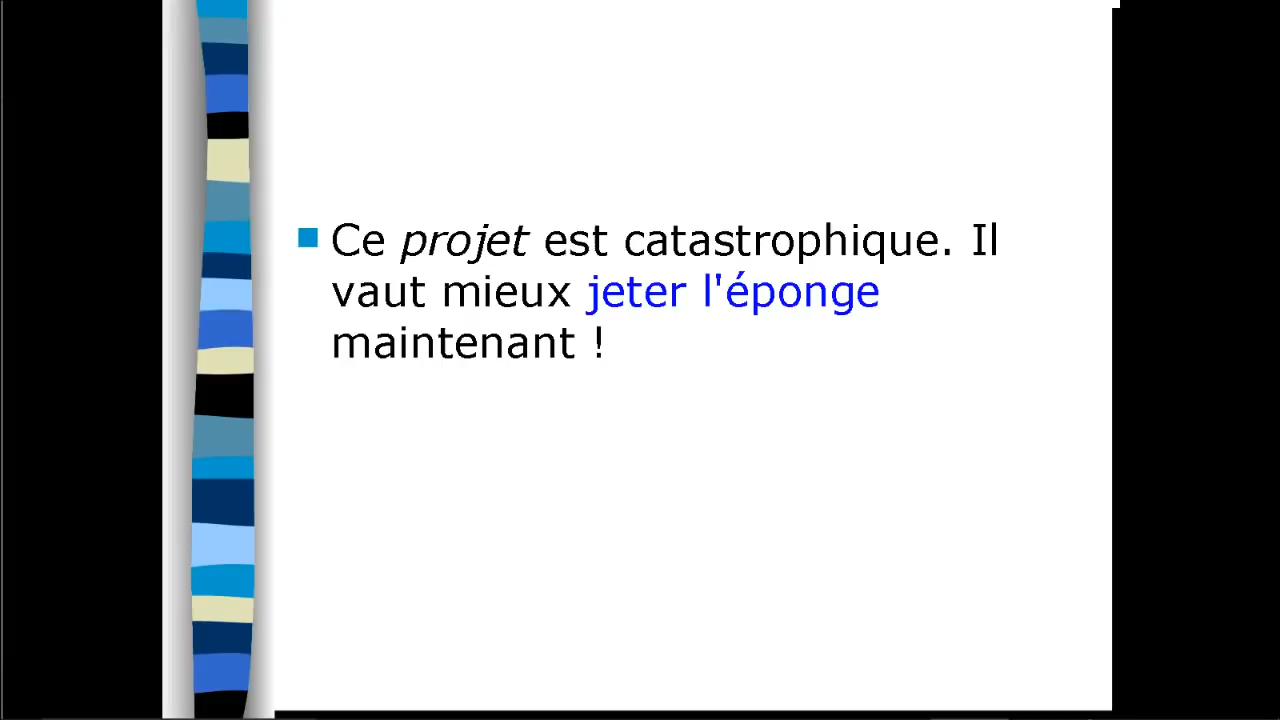 Ce projet est catastrophique. Il
vaut mieux jeter l'éponge
maintenant !